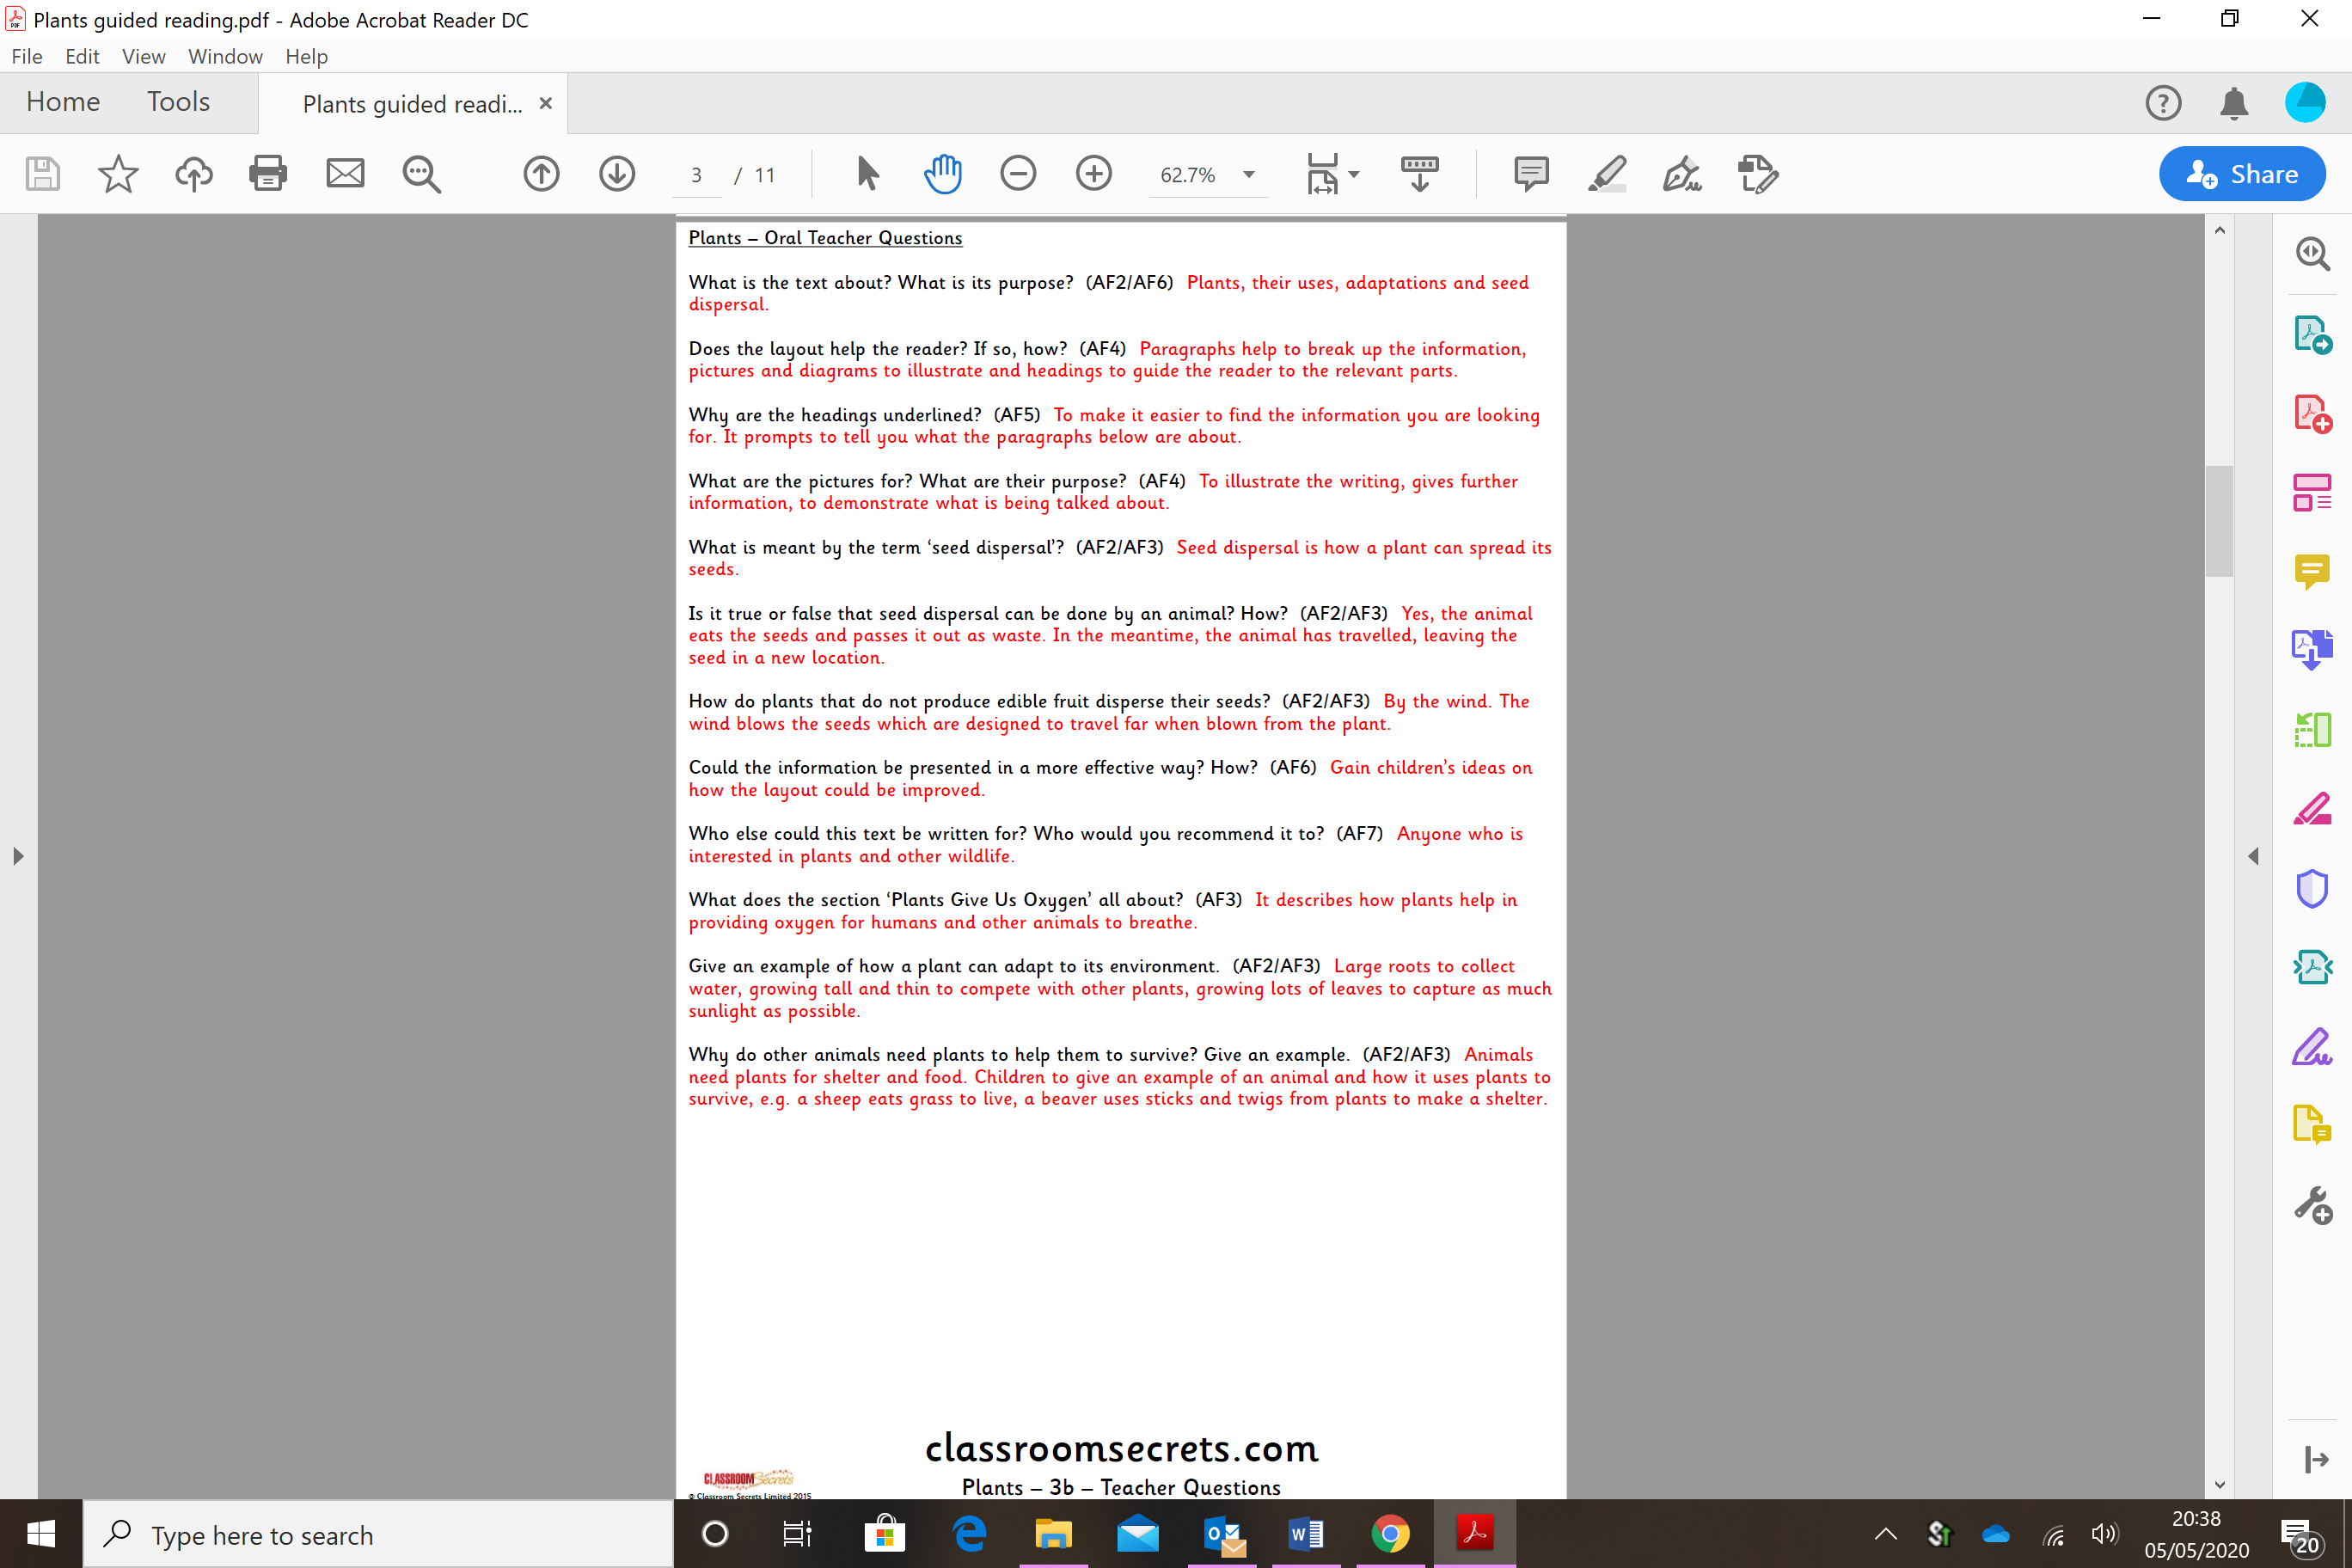 Plants guided reading.pdf - Adobe Acrobat Reader DC
File Edit View Window Help
Home Tools Plants guided readi...
3 / 11 62.7% Share
Plants – Oral Teacher Questions
What is the text about? What is its purpose? (AF2/AF6) Plants, their uses, adaptations and seed
dispersal.
Does the layout help the reader? If so, how? (AF4) Paragraphs help to break up the information,
pictures and diagrams to illustrate and headings to guide the reader to the relevant parts.
Why are the headings underlined? (AF5) To make it easier to find the information you are looking
for. It prompts to tell you what the paragraphs below are about.
What are the pictures for? What are their purpose? (AF4) To illustrate the writing, gives further
information, to demonstrate what is being talked about.
What is meant by the term ‘seed dispersal’? (AF2/AF3) Seed dispersal is how a plant can spread its
seeds.
Is it true or false that seed dispersal can be done by an animal? How? (AF2/AF3) Yes, the animal
eats the seeds and passes it out as waste. In the meantime, the animal has travelled, leaving the
seed in a new location.
How do plants that do not produce edible fruit disperse their seeds? (AF2/AF3) By the wind. The
wind blows the seeds which are designed to travel far when blown from the plant.
Could the information be presented in a more effective way? How? (AF6) Gain children’s ideas on
how the layout could be improved.
Who else could this text be written for? Who would you recommend it to? (AF7) Anyone who is
interested in plants and other wildlife.
What does the section ‘Plants Give Us Oxygen’ all about? (AF3) It describes how plants help in
providing oxygen for humans and other animals to breathe.
Give an example of how a plant can adapt to its environment. (AF2/AF3) Large roots to collect
water, growing tall and thin to compete with other plants, growing lots of leaves to capture as much
sunlight as possible.
Why do other animals need plants to help them to survive? Give an example. (AF2/AF3) Animals
need plants for shelter and food. Children to give an example of an animal and how it uses plants to
survive, e.g. a sheep eats grass to live, a beaver uses sticks and twigs from plants to make a shelter.
classroomsecrets.com
CLASSROOM Secrets
Plants – 3b – Teacher Questions
© Classroom Secrets Limited 2015
Type here to search
20:38
05/05/2020
20